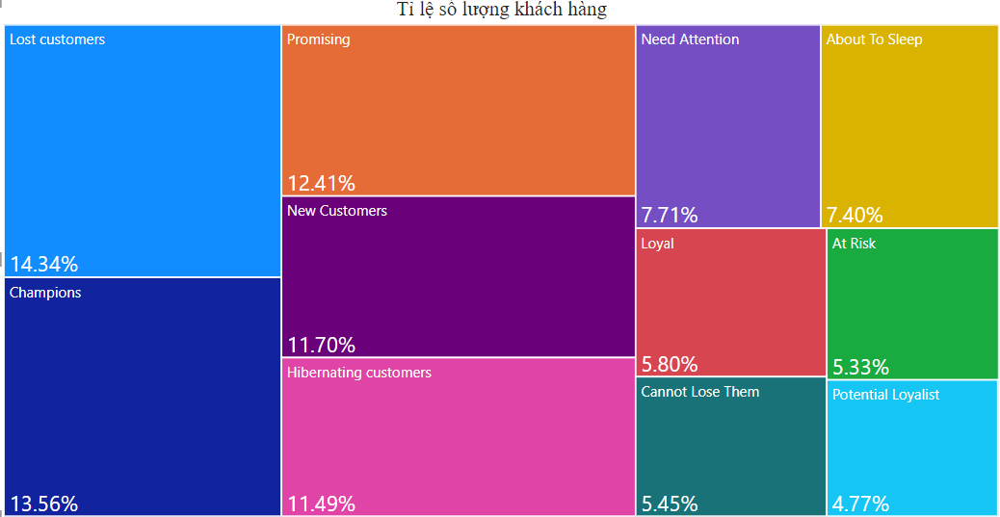 Tỉ lệ số lượng khách hàng
Lost customers
14.34%
Champions
13.56%
Promising
12.41%
New Customers
11.70%
Hibernating customers
11.49%
Need Attention
7.71%
About To Sleep
7.40%
Loyal
5.80%
At Risk
5.33%
Cannot Lose Them
5.45%
Potential Loyalist
4.77%